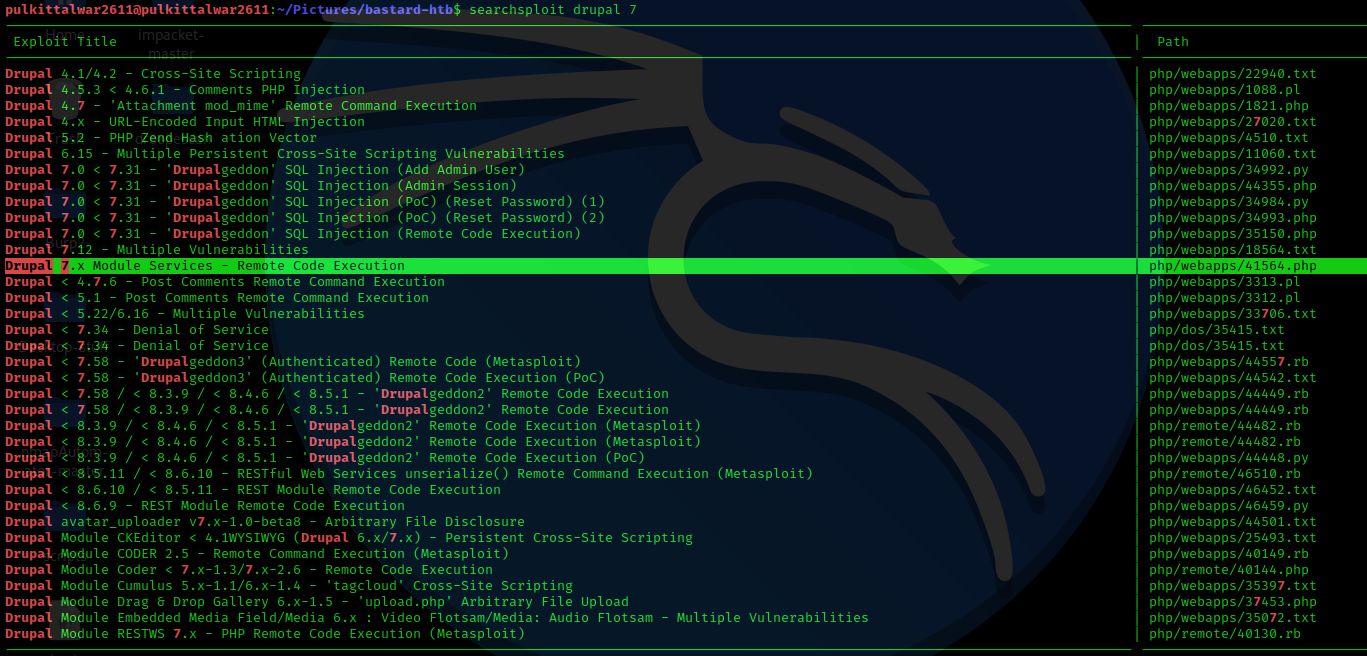 pulkittalwar2611@pulkittalwar2611:~/Pictures/bastard-htb$ searchsploit drupal 7
Exploit Title | Path
Drupal 4.1/4.2 - Cross-Site Scripting | php/webapps/22940.txt
Drupal 4.5.3 < 4.6.1 - Comments PHP Injection | php/webapps/1088.pl
Drupal 4.7 - 'Attachment mod_mime' Remote Command Execution | php/webapps/1821.php
Drupal 4.x - URL-Encoded Input HTML Injection | php/webapps/27020.txt
Drupal 5.2 - PHP Zend Hash ation Vector | php/webapps/4510.txt
Drupal 6.15 - Multiple Persistent Cross-Site Scripting Vulnerabilities | php/webapps/11060.txt
Drupal 7.0 < 7.31 - 'Drupalgeddon' SQL Injection (Add Admin User) | php/webapps/34992.py
Drupal 7.0 < 7.31 - 'Drupalgeddon' SQL Injection (Admin Session) | php/webapps/44355.php
Drupal 7.0 < 7.31 - 'Drupalgeddon' SQL Injection (PoC) (Reset Password) (1) | php/webapps/34984.py
Drupal 7.0 < 7.31 - 'Drupalgeddon' SQL Injection (PoC) (Reset Password) (2) | php/webapps/34993.php
Drupal 7.0 < 7.31 - 'Drupalgeddon' SQL Injection (Remote Code Execution) | php/webapps/35150.php
Drupal 7.12 - Multiple Vulnerabilities | php/webapps/18564.txt
Drupal 7.x Module Services - Remote Code Execution | php/webapps/41564.php
Drupal < 4.7.6 - Post Comments Remote Command Execution | php/webapps/3313.pl
Drupal < 5.1 - Post Comments Remote Command Execution | php/webapps/3312.pl
Drupal < 5.22/6.16 - Multiple Vulnerabilities | php/webapps/33706.txt
Drupal < 7.34 - Denial of Service | php/dos/35415.txt
Drupal < 7.34 - Denial of Service | php/dos/35415.txt
Drupal < 7.58 - 'Drupalgeddon3' (Authenticated) Remote Code (Metasploit) | php/webapps/44557.rb
Drupal < 7.58 - 'Drupalgeddon3' (Authenticated) Remote Code Execution (PoC) | php/webapps/44542.txt
Drupal < 7.58 / < 8.3.9 / < 8.4.6 / < 8.5.1 - 'Drupalgeddon2' Remote Code Execution | php/webapps/44449.rb
Drupal < 7.58 / < 8.3.9 / < 8.4.6 / < 8.5.1 - 'Drupalgeddon2' Remote Code Execution | php/webapps/44449.rb
Drupal < 8.3.9 / < 8.4.6 / < 8.5.1 - 'Drupalgeddon2' Remote Code Execution (Metasploit) | php/remote/44482.rb
Drupal < 8.3.9 / < 8.4.6 / < 8.5.1 - 'Drupalgeddon2' Remote Code Execution (Metasploit) | php/remote/44482.rb
Drupal < 8.3.9 / < 8.4.6 / < 8.5.1 - 'Drupalgeddon2' Remote Code Execution (PoC) | php/webapps/44448.py
Drupal < 8.5.11 / < 8.6.10 - RESTful Web Services unserialize() Remote Command Execution (Metasploit) | php/remote/46510.rb
Drupal < 8.6.10 / < 8.5.11 - REST Module Remote Code Execution | php/webapps/46452.txt
Drupal < 8.6.9 - REST Module Remote Code Execution | php/webapps/46459.py
Drupal avatar_uploader v7.x-1.0-beta8 - Arbitrary File Disclosure | php/webapps/44501.txt
Drupal Module CKEditor < 4.1WYSIWYG (Drupal 6.x/7.x) - Persistent Cross-Site Scripting | php/webapps/25493.txt
Drupal Module CODER 2.5 - Remote Command Execution (Metasploit) | php/webapps/40149.rb
Drupal Module Coder < 7.x-1.3/7.x-2.6 - Remote Code Execution | php/remote/40144.php
Drupal Module Cumulus 5.x-1.1/6.x-1.4 - 'tagcloud' Cross-Site Scripting | php/webapps/35397.txt
Drupal Module Drag & Drop Gallery 6.x-1.5 - 'upload.php' Arbitrary File Upload | php/webapps/37453.php
Drupal Module Embedded Media Field/Media 6.x : Video Flotsam/Media: Audio Flotsam - Multiple Vulnerabilities | php/webapps/35072.txt
Drupal Module RESTWS 7.x - PHP Remote Code Execution (Metasploit) | php/remote/40130.rb